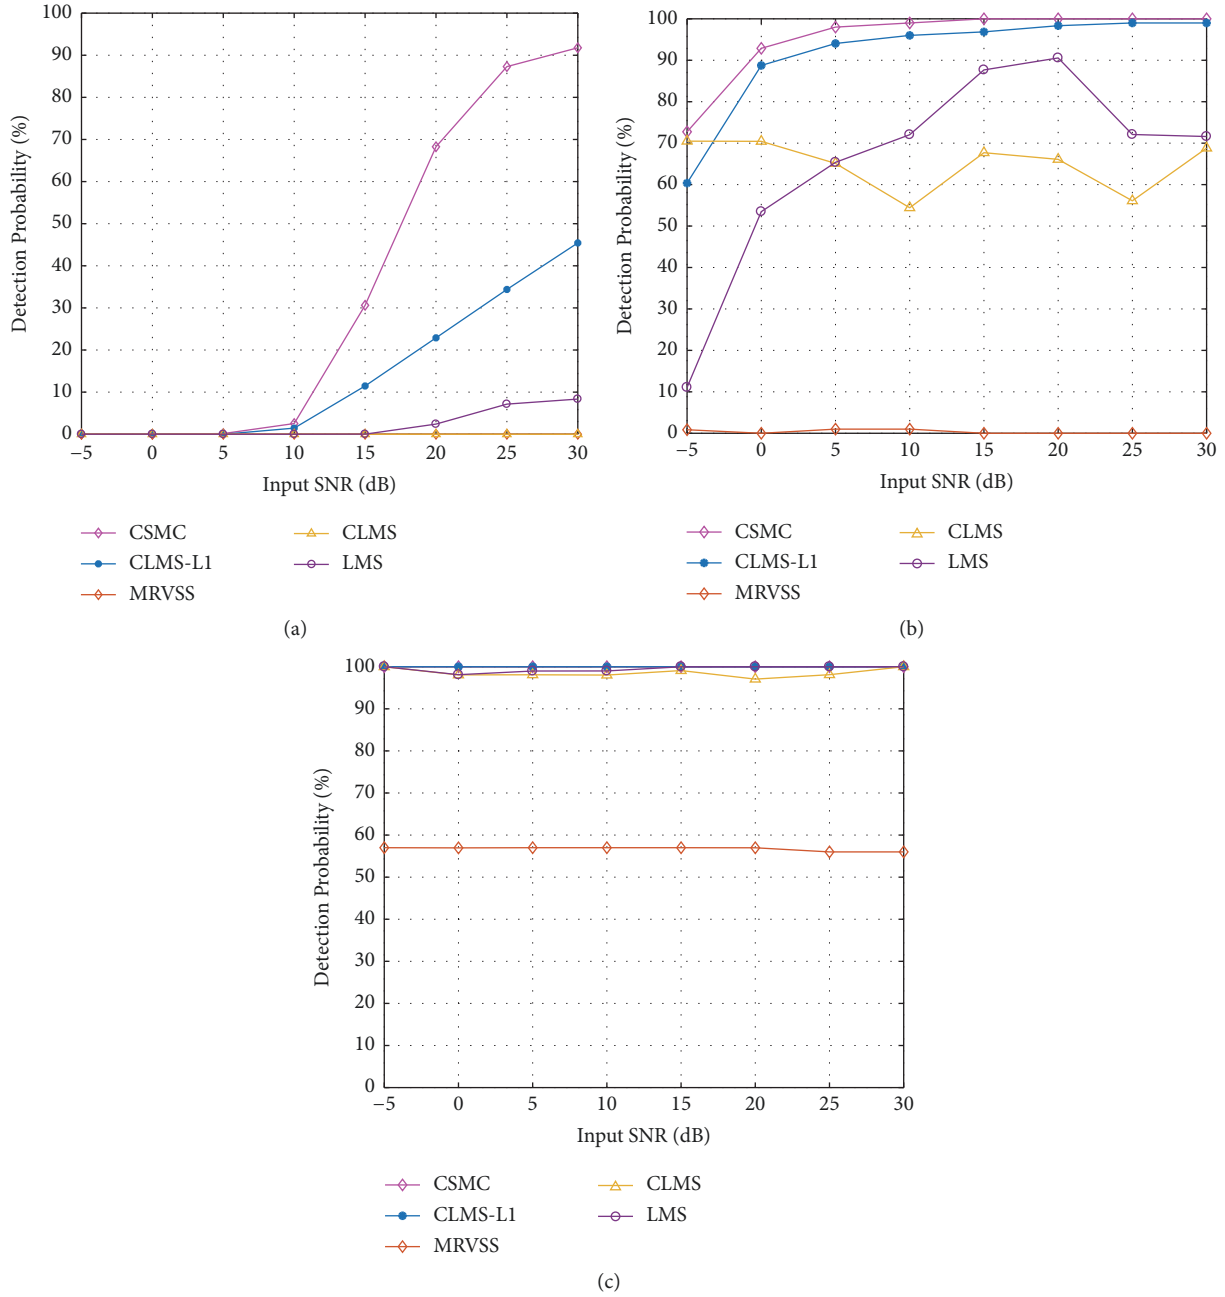 100
90
80
70
60
50
40
30
20
10
0
Detection Probability (%)
−5 0 5 10 15 20 25 30
Input SNR (dB)
CSMC CLMS
CLMS-L1 LMS
MRVSS
(a)
100
90
80
70
60
50
40
30
20
10
0
Detection Probability (%)
−5 0 5 10 15 20 25 30
Input SNR (dB)
CSMC CLMS
CLMS-L1 LMS
MRVSS
(b)
100
90
80
70
60
50
40
30
20
10
0
Detection Probability (%)
−5 0 5 10 15 20 25 30
Input SNR (dB)
CSMC CLMS
CLMS-L1 LMS
MRVSS
(c)